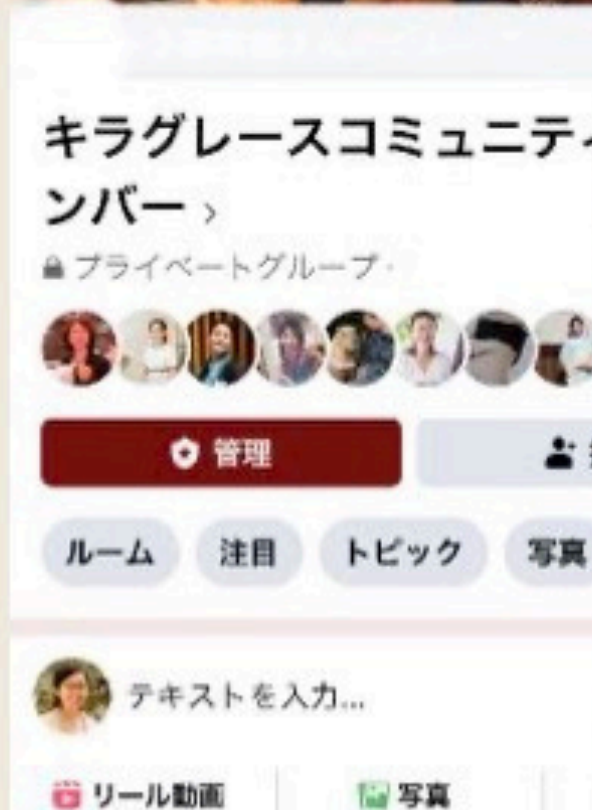 キラグレースコミュニティ
ンバー ›
プライベートグループ ·
管理
ルーム 注目 トピック 写真
テキストを入力...
リール動画 写真